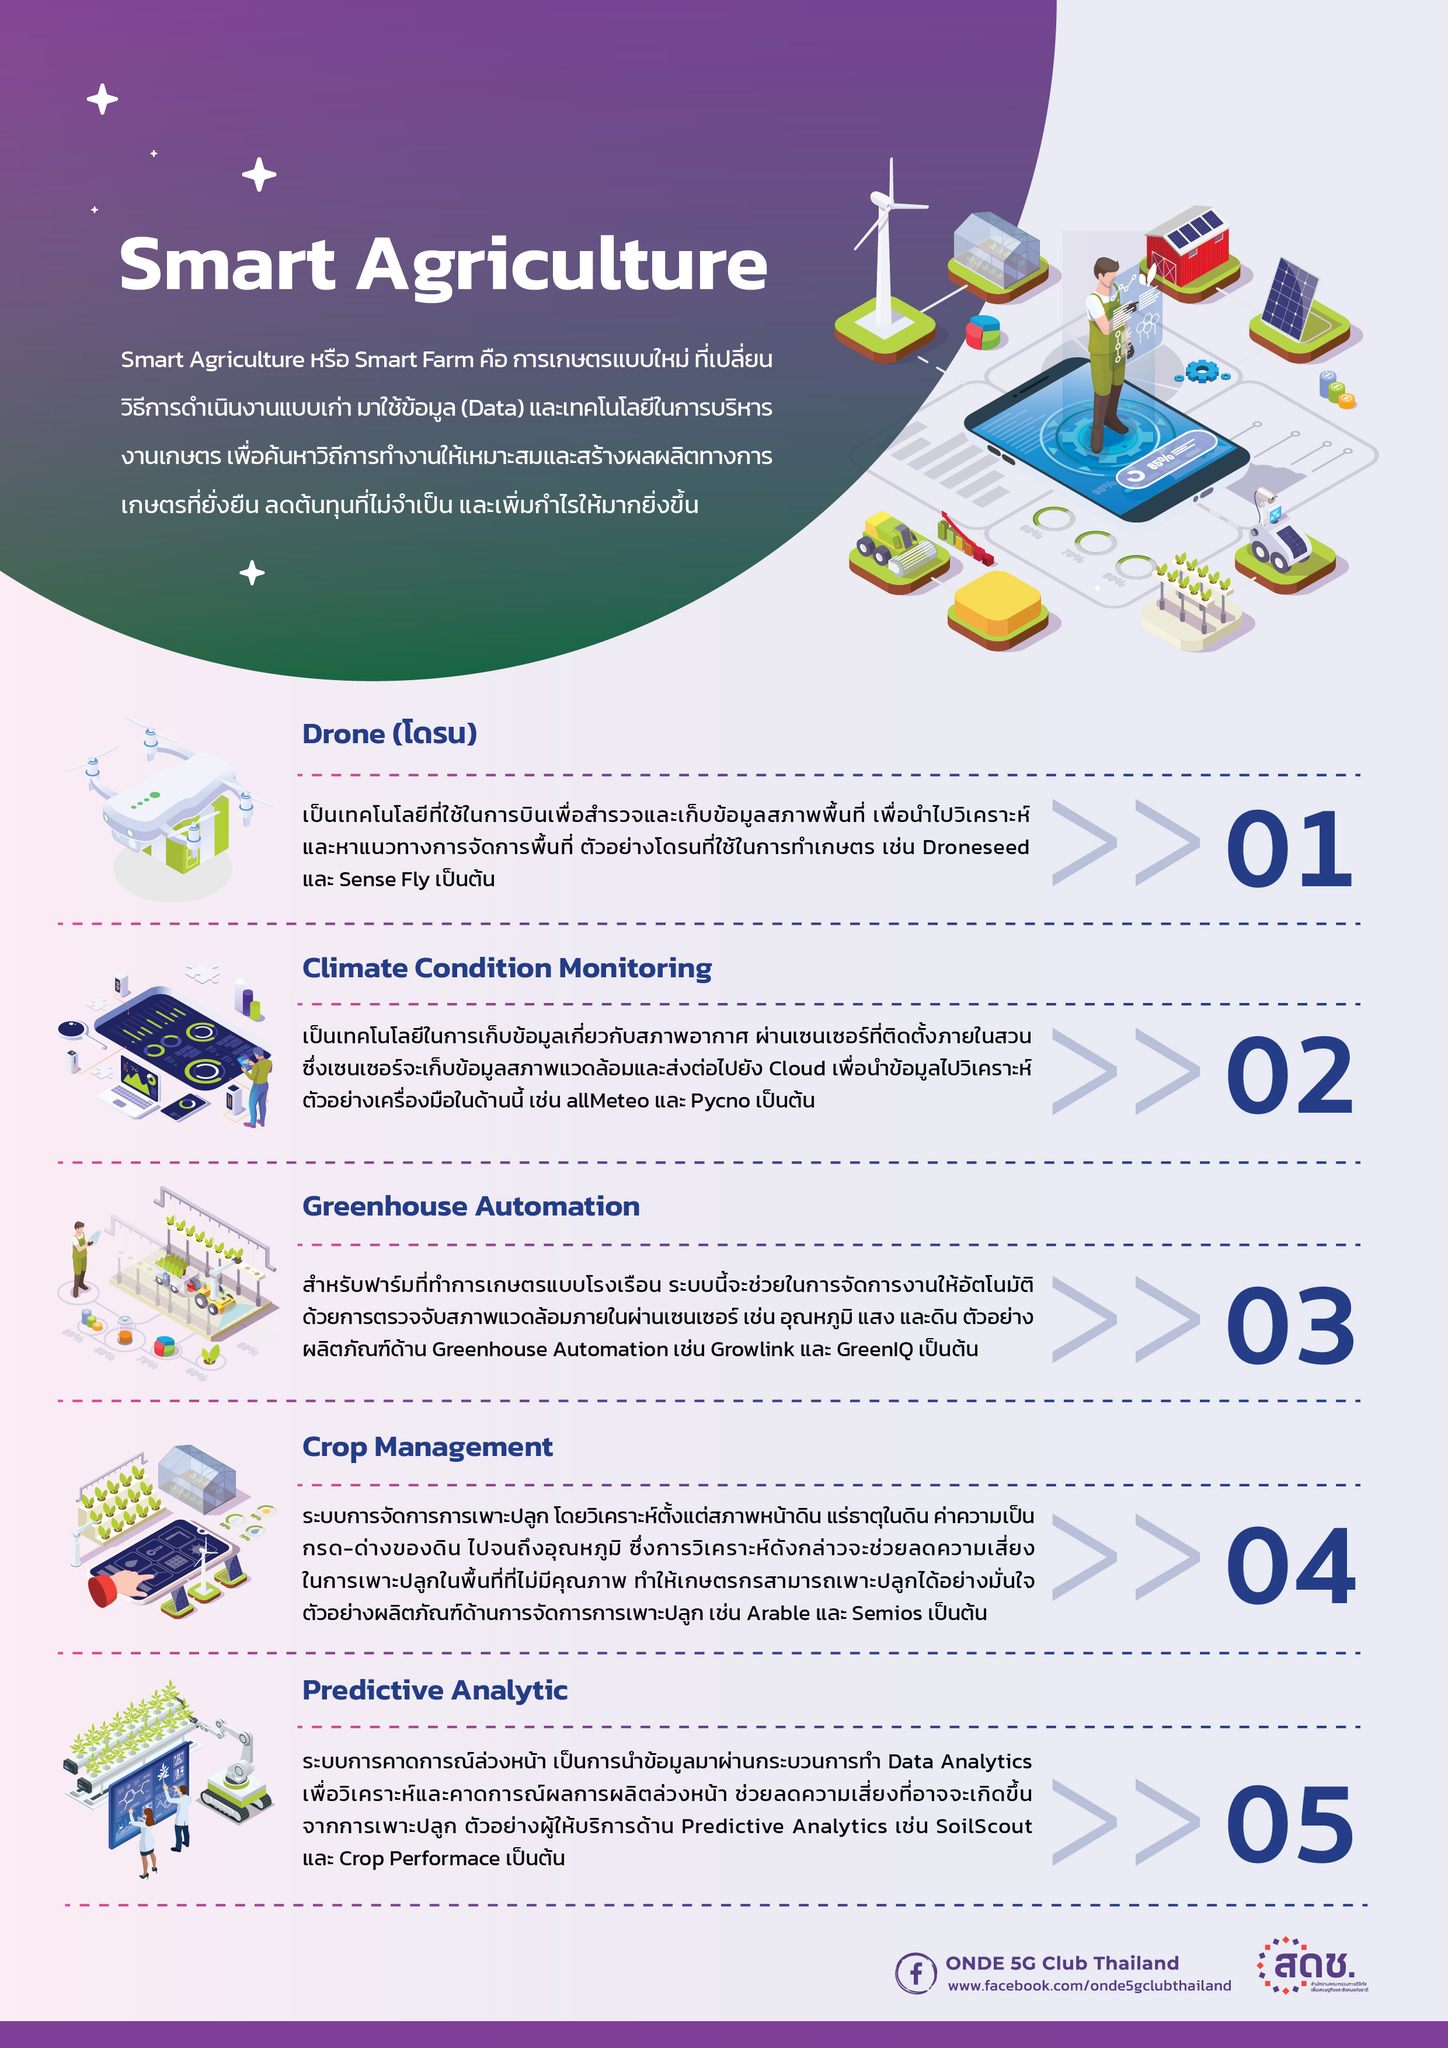 Smart Agriculture
Smart Agriculture หรือ Smart Farm คือ การเกษตรแบบใหม่ ที่เปลี่ยน
วิธีการดำเนินงานแบบเก่า มาใช้ข้อมูล (Data) และเทคโนโลยีในการบริหาร
งานเกษตร เพื่อค้นหาวิถีการทำงานให้เหมาะสมและสร้างผลผลิตทางการ
เกษตรที่ยั่งยืน ลดต้นทุนที่ไม่จำเป็น และเพิ่มกำไรให้มากยิ่งขึ้น
85%
Drone (โดรน)
เป็นเทคโนโลยีที่ใช้ในการบินเพื่อสำรวจและเก็บข้อมูลสภาพพื้นที่ เพื่อนำไปวิเคราะห์
และหาแนวทางการจัดการพื้นที่ ตัวอย่างโดรนที่ใช้ในการทำเกษตร เช่น Droneseed
และ Sense Fly เป็นต้น
01
Climate Condition Monitoring
เป็นเทคโนโลยีในการเก็บข้อมูลเกี่ยวกับสภาพอากาศ ผ่านเซนเซอร์ที่ติดตั้งภายในสวน
ซึ่งเซนเซอร์จะเก็บข้อมูลสภาพแวดล้อมและส่งต่อไปยัง Cloud เพื่อนำข้อมูลไปวิเคราะห์
ตัวอย่างเครื่องมือในด้านนี้ เช่น allMeteo และ Pycno เป็นต้น
02
Greenhouse Automation
สำหรับฟาร์มที่ทำการเกษตรแบบโรงเรือน ระบบนี้จะช่วยในการจัดการงานให้อัตโนมัติ
ด้วยการตรวจจับสภาพแวดล้อมภายในผ่านเซนเซอร์ เช่น อุณหภูมิ แสง และดิน ตัวอย่าง
ผลิตภัณฑ์ด้าน Greenhouse Automation เช่น Growlink และ GreenIQ เป็นต้น
03
Crop Management
ระบบการจัดการการเพาะปลูก โดยวิเคราะห์ตั้งแต่สภาพหน้าดิน แร่ธาตุในดิน ค่าความเป็น
กรด-ด่างของดิน ไปจนถึงอุณหภูมิ ซึ่งการวิเคราะห์ดังกล่าวจะช่วยลดความเสี่ยง
ในการเพาะปลูกในพื้นที่ที่ไม่มีคุณภาพ ทำให้เกษตรกรสามารถเพาะปลูกได้อย่างมั่นใจ
ตัวอย่างผลิตภัณฑ์ด้านการจัดการการเพาะปลูก เช่น Arable และ Semios เป็นต้น
04
Predictive Analytic
ระบบการคาดการณ์ล่วงหน้า เป็นการนำข้อมูลมาผ่านกระบวนการทำ Data Analytics
เพื่อวิเคราะห์และคาดการณ์ผลการผลิตล่วงหน้า ช่วยลดความเสี่ยงที่อาจจะเกิดขึ้น
จากการเพาะปลูก ตัวอย่างผู้ให้บริการด้าน Predictive Analytics เช่น SoilScout
และ Crop Performace เป็นต้น
05
ONDE 5G Club Thailand
www.facebook.com/onde5gclubthailand
สดช.
สำนักงานคณะกรรมการดิจิทัล
เพื่อเศรษฐกิจและสังคมแห่งชาติ